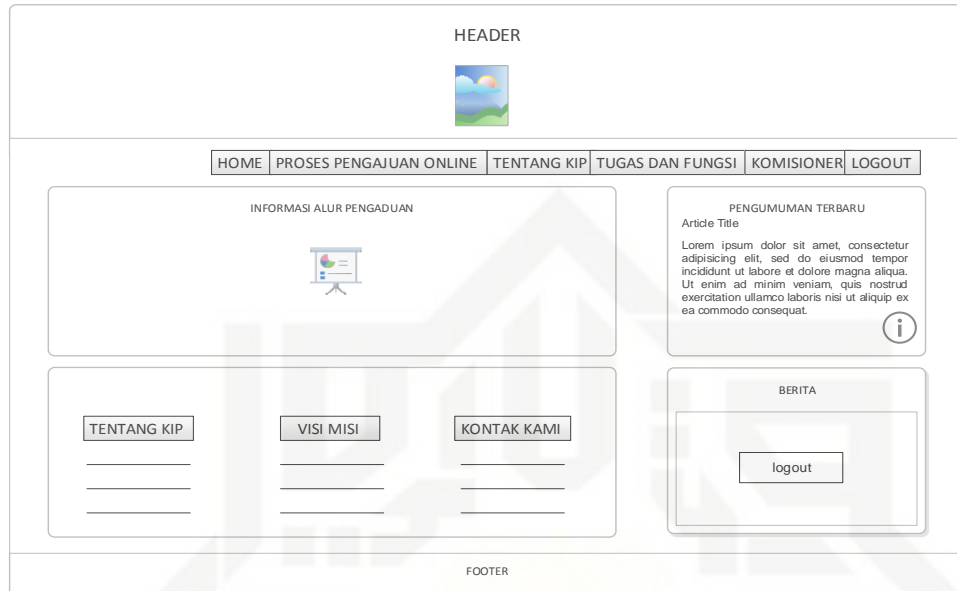 HEADER
HOME PROSES PENGAJUAN ONLINE TENTANG KIP TUGAS DAN FUNGSI KOMISIONER LOGOUT
INFORMASI ALUR PENGADUAN
PENGUMUMAN TERBARU
Article Title
Lorem ipsum dolor sit amet, consectetur
adipisicing elit, sed do eiusmod tempor
incididunt ut labore et dolore magna aliqua.
Ut enim ad minim veniam, quis nostrud
exercitation ullamco laboris nisi ut aliquip ex
ea commodo consequat.
i
TENTANG KIP VISI MISI KONTAK KAMI
BERITA
logout
FOOTER